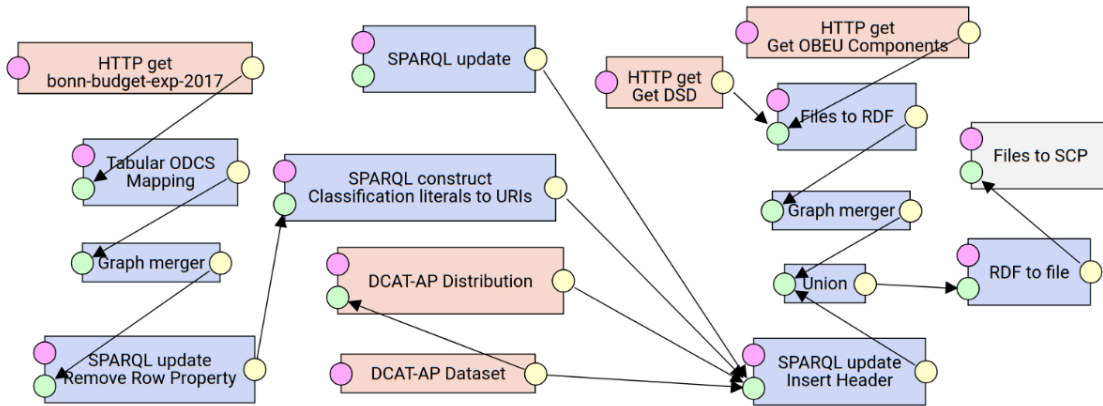 HTTP get
bonn-budget-exp-2017
Tabular ODCS
Mapping
Graph merger
SPARQL update
Remove Row Property
SPARQL update
SPARQL construct
Classification literals to URIs
DCAT-AP Distribution
DCAT-AP Dataset
HTTP get
Get DSD
HTTP get
Get OBEU Components
Files to RDF
Graph merger
Union
SPARQL update
Insert Header
Files to SCP
RDF to file